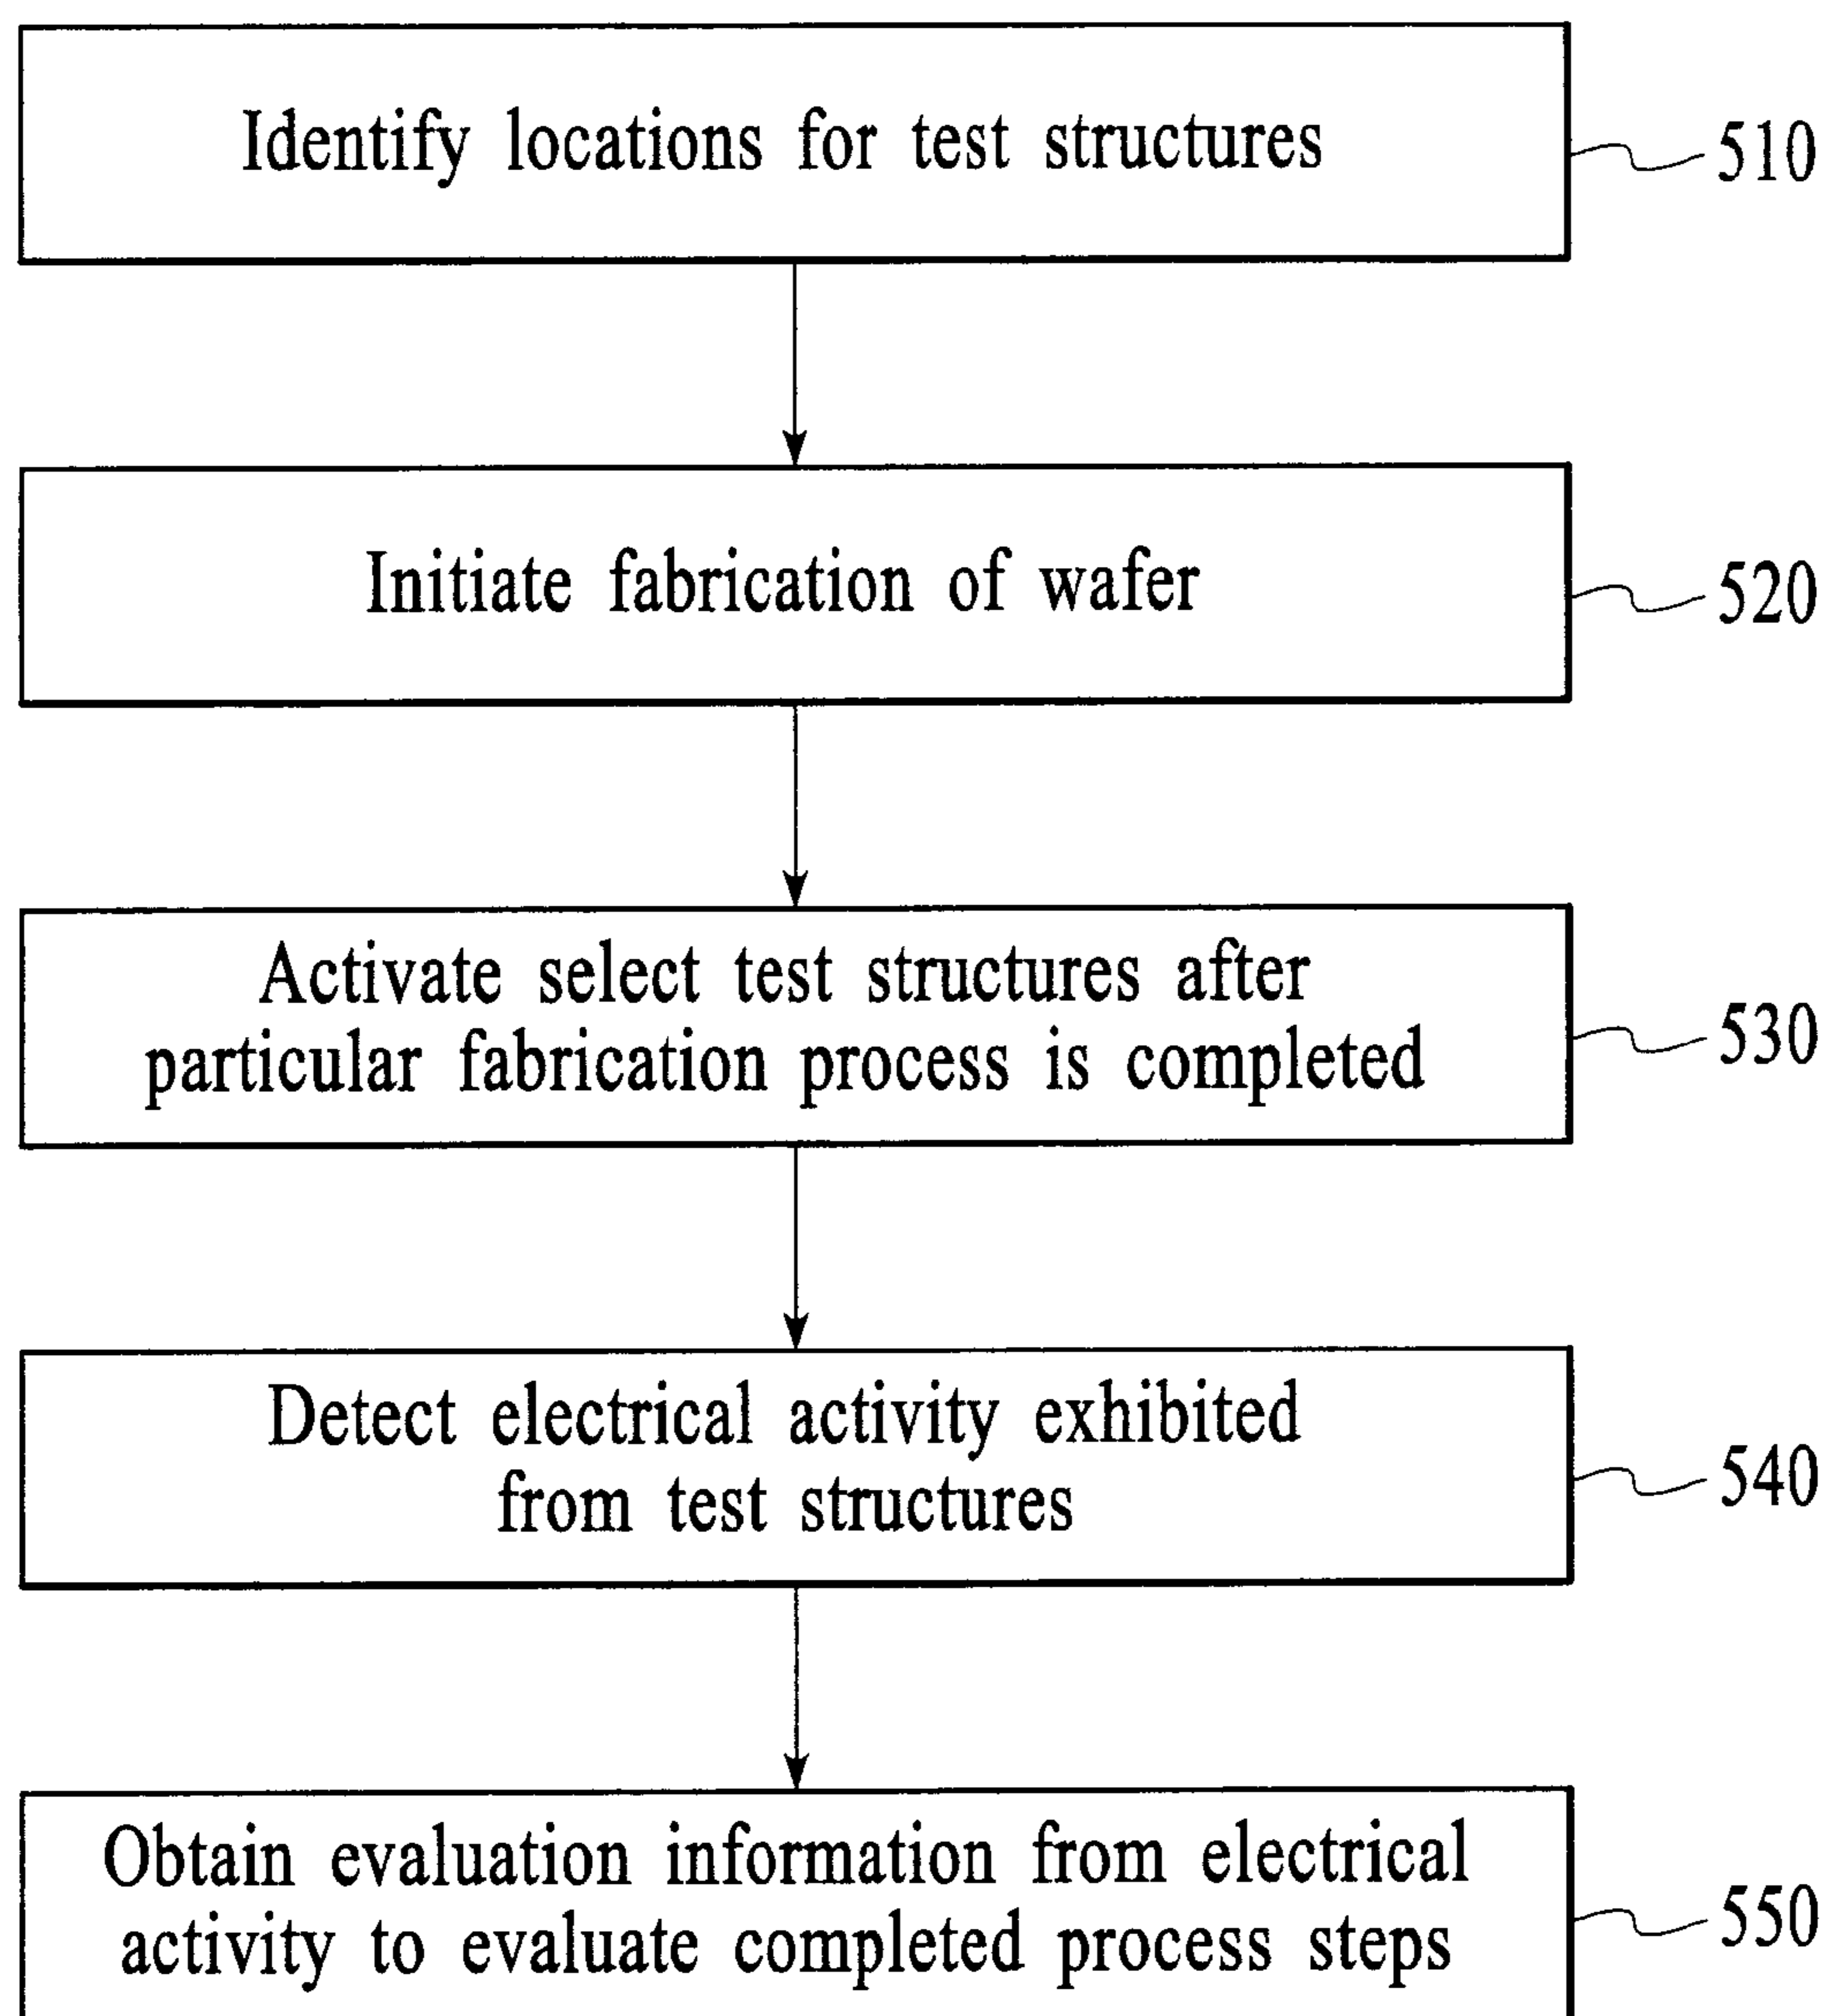 Identify locations for test structures
510
Initiate fabrication of wafer
520
Activate select test structures after
particular fabrication process is completed
530
Detect electrical activity exhibited
from test structures
540
Obtain evaluation information from electrical
activity to evaluate completed process steps
550